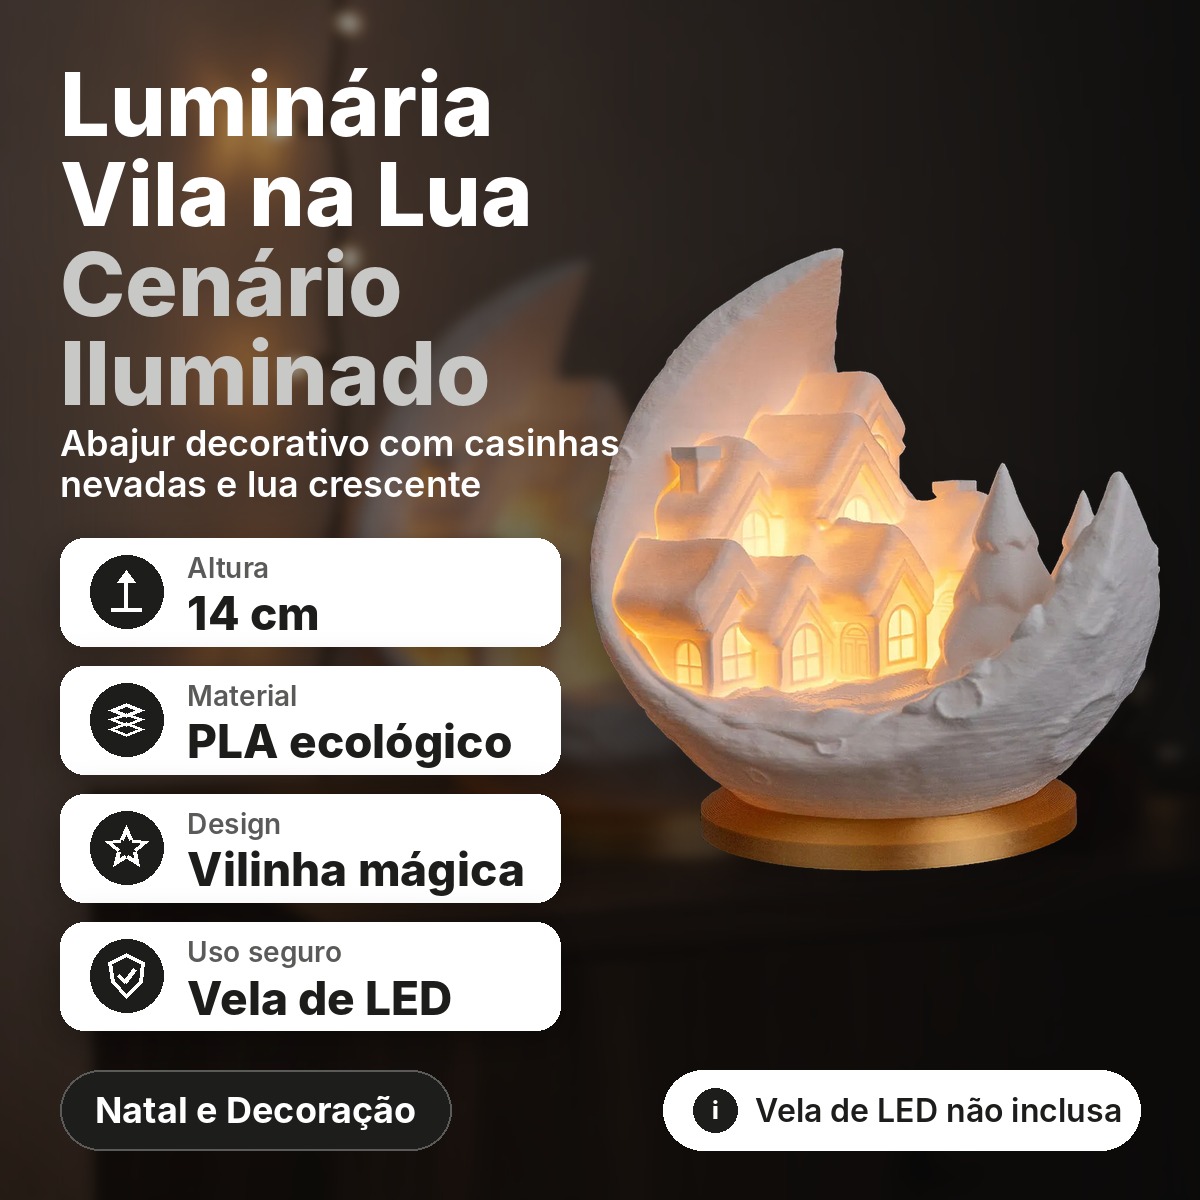 Luminária
Vila na Lua
Cenário
Iluminado
Abajur decorativo com casinhas
nevadas e lua crescente
Altura
14 cm
Material
PLA ecológico
Design
Vilinha mágica
Uso seguro
Vela de LED
Natal e Decoração
i Vela de LED não inclusa